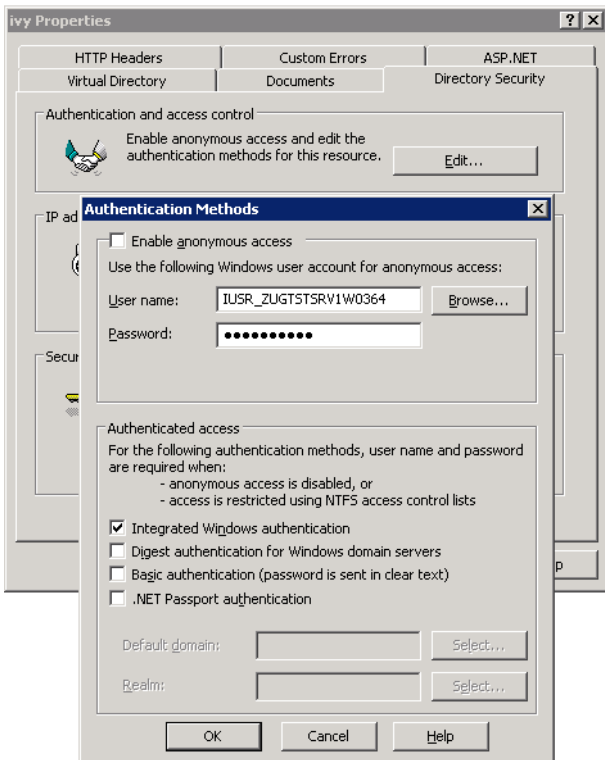 ivy Properties
HTTP Headers
Custom Errors
ASP.NET
Virtual Directory
Documents
Directory Security
Authentication and access control
Enable anonymous access and edit the
authentication methods for this resource.
Edit...
IP ad
Secur
p
Authentication Methods
Enable anonymous access
Use the following Windows user account for anonymous access:
User name:
IUSR_ZUGTSTSRV1W0364
Browse...
Password:
●●●●●●●●●●
Authenticated access
For the following authentication methods, user name and password
are required when:
- anonymous access is disabled, or
- access is restricted using NTFS access control lists
Integrated Windows authentication
Digest authentication for Windows domain servers
Basic authentication (password is sent in clear text)
.NET Passport authentication
Default domain:
Select...
Realm:
Select...
OK
Cancel
Help